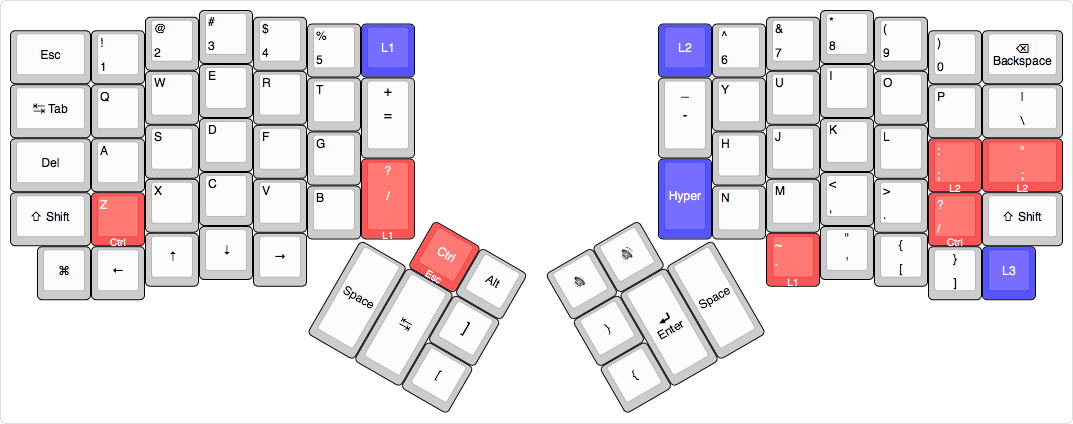 Esc
!
1
@
2
#
3
$
4
%
5
L1
L2
^
6
&
7
*
8
(
9
)
0
⌫
Backspace
↹ Tab
Q
W
E
R
T
+
=
_
-
Y
U
I
O
P
|
\
Del
A
S
D
F
G
?
/
L1
Hyper
H
J
K
L
:
;
L2
"
;
L2
⇧ Shift
Z
Ctrl
X
C
V
B
N
M
<
,
>
.
?
/
Ctrl
⇧ Shift
⌘
←
↑
↓
→
~
`
L1
"
'
{
[
}
]
L3
Ctrl
Esc
Alt
Space
↹
]
[
}
↵
Enter
Space
{